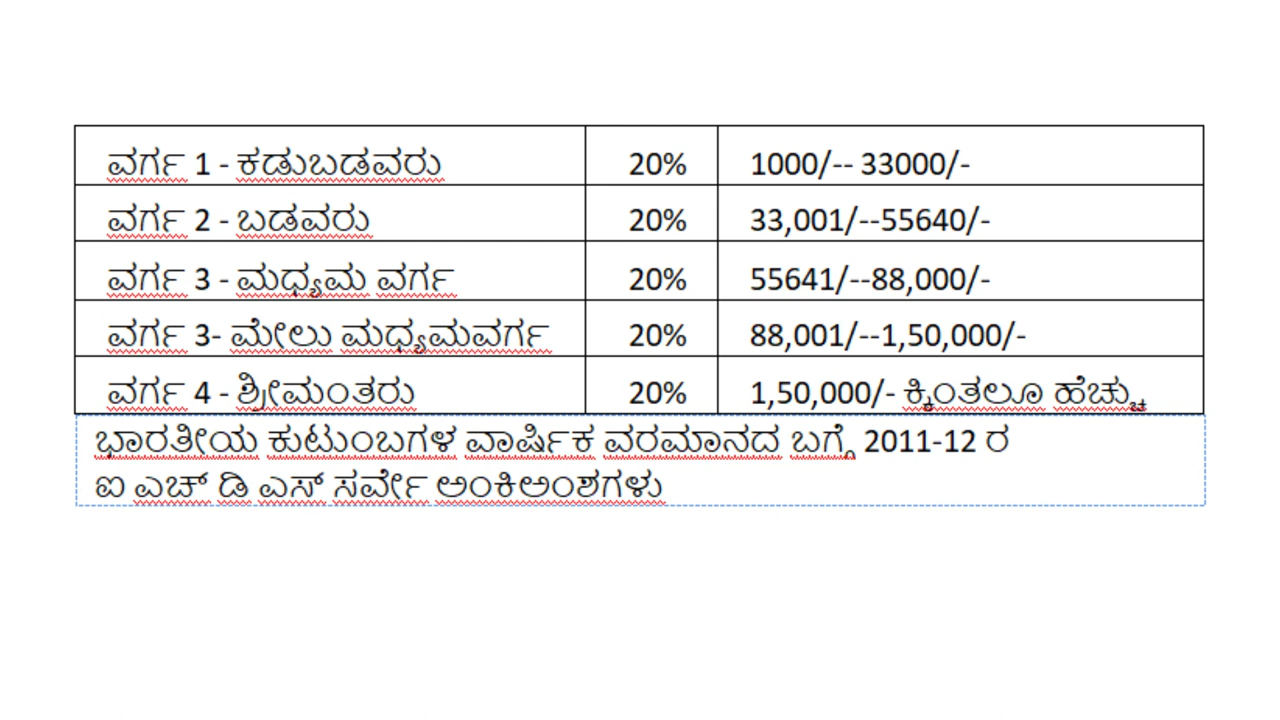 ವರ್ಗ 1 - ಕಡುಬಡವರು 20% 1000/-- 33000/-
ವರ್ಗ 2 - ಬಡವರು 20% 33,001/--55640/-
ವರ್ಗ 3 - ಮಧ್ಯಮ ವರ್ಗ 20% 55641/--88,000/-
ವರ್ಗ 3- ಮೇಲು ಮಧ್ಯಮವರ್ಗ 20% 88,001/--1,50,000/-
ವರ್ಗ 4 - ಶ್ರೀಮಂತರು 20% 1,50,000/- ಕ್ಕಿಂತಲೂ ಹೆಚ್ಚು
ಭಾರತೀಯ ಕುಟುಂಬಗಳ ವಾರ್ಷಿಕ ವರಮಾನದ ಬಗ್ಗೆ 2011-12 ರ
ಐ ಎಚ್ ಡಿ ಎಸ್ ಸರ್ವೇ ಅಂಕಿಅಂಶಗಳು